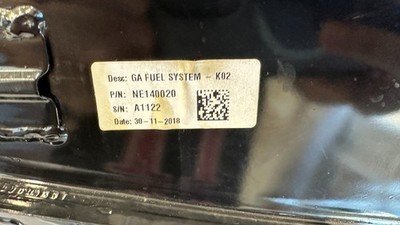 Desc: GA FUEL SYSTEM - K02
P/N: NE140020
S/N: A1122
Date: 30-11-2018